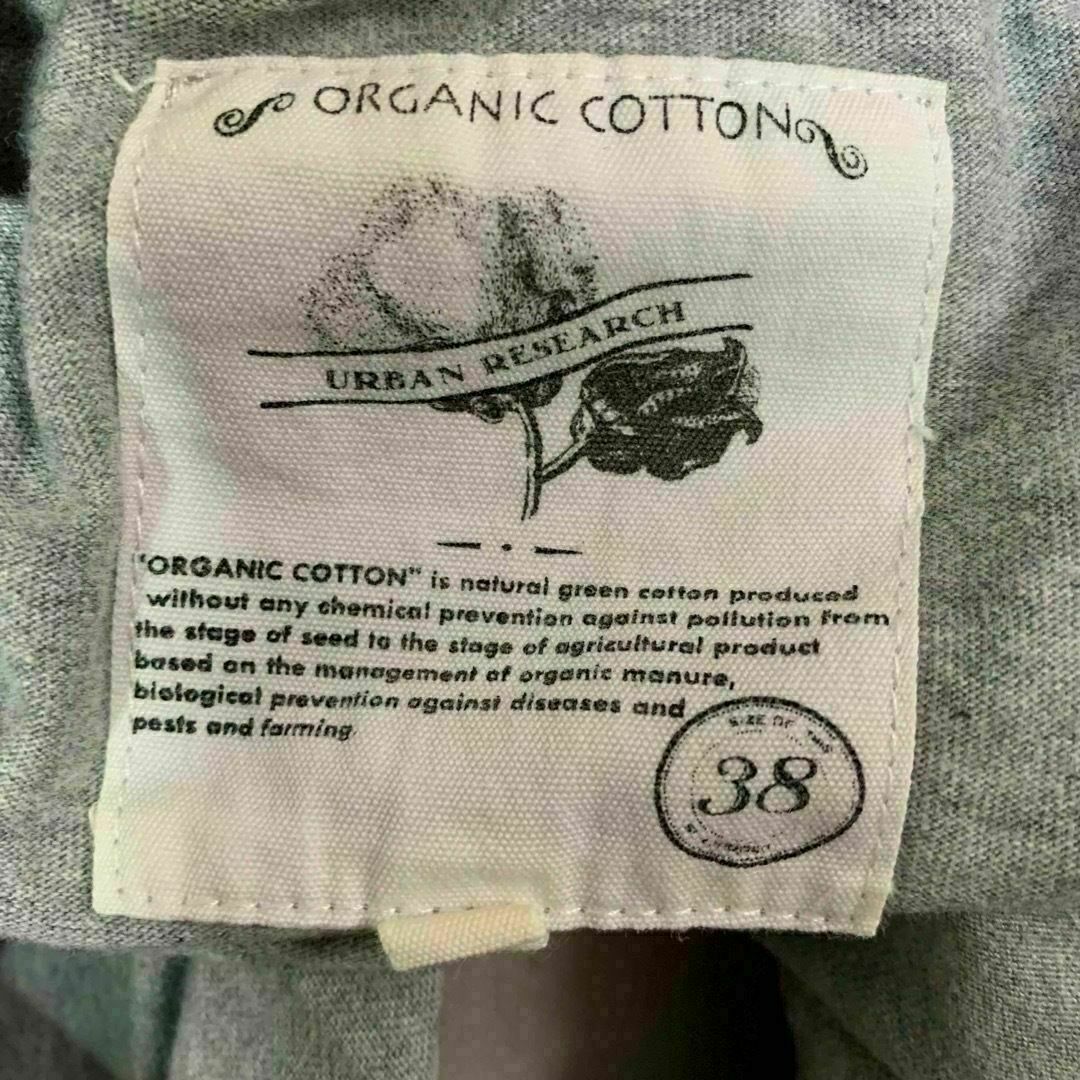 ORGANIC COTTON
URBAN RESEARCH
"ORGANIC COTTON" is natural green cotton produced
without any chemical prevention against pollution from
the stage of seed to the stage of agricultural product
based on the management of organic manure,
biological prevention against diseases and
pests and farming
SIZE OF THIS
38